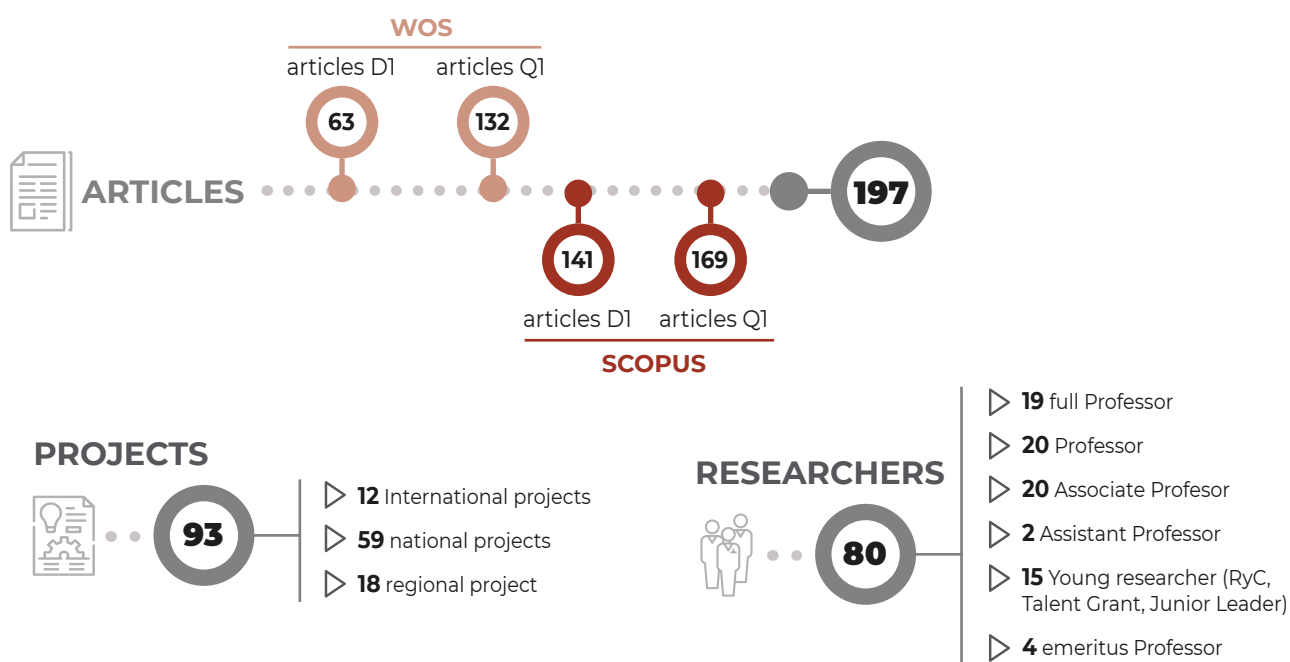 WOS
articles D1 articles Q1
63 132
ARTICLES 197
141 169
articles D1 articles Q1
SCOPUS
PROJECTS
93
12 International projects
59 national projects
18 regional project
RESEARCHERS
80
19 full Professor
20 Professor
20 Associate Profesor
2 Assistant Professor
15 Young researcher (RyC,
Talent Grant, Junior Leader)
4 emeritus Professor